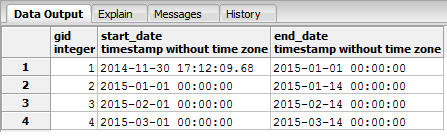 Data Output Explain Messages History
gid start_date end_date
integer timestamp without time zone timestamp without time zone
1 1 2014-11-30 17:12:09.68 2015-01-01 00:00:00
2 2 2015-01-01 00:00:00 2015-01-14 00:00:00
3 3 2015-02-01 00:00:00 2015-02-14 00:00:00
4 4 2015-03-01 00:00:00 2015-03-14 00:00:00